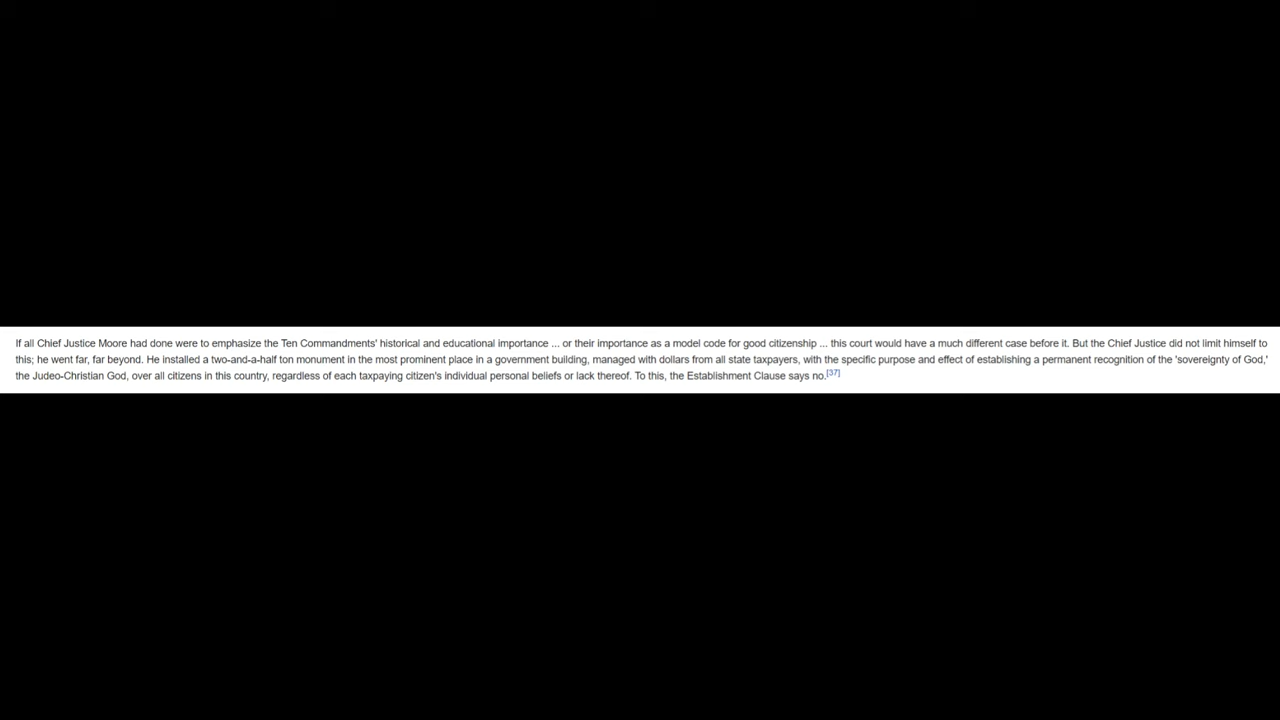 If all Chief Justice Moore had done were to emphasize the Ten Commandments' historical and educational importance ... or their importance as a model code for good citizenship ... this court would have a much different case before it. But the Chief Justice did not limit himself to
this; he went far, far beyond. He installed a two-and-a-half ton monument in the most prominent place in a government building, managed with dollars from all state taxpayers, with the specific purpose and effect of establishing a permanent recognition of the 'sovereignty of God,'
the Judeo-Christian God, over all citizens in this country, regardless of each taxpaying citizen's individual personal beliefs or lack thereof. To this, the Establishment Clause says no.[37]